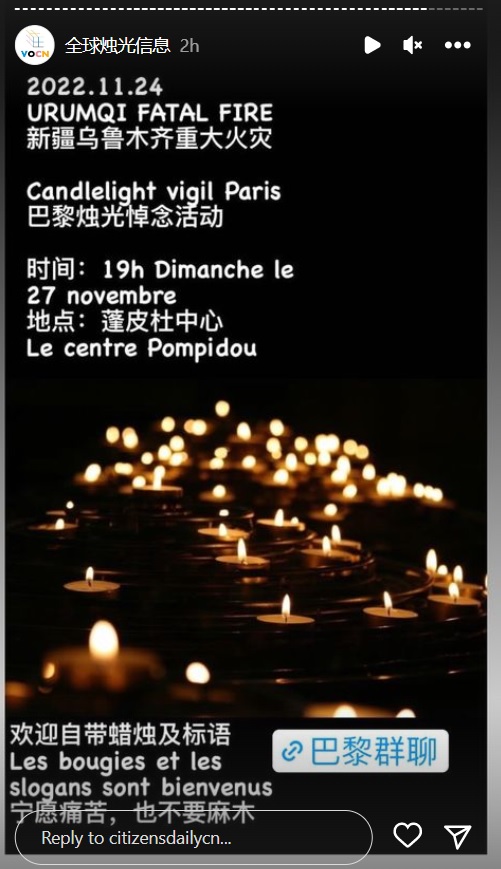 VOCN
全球烛光信息 2h
2022.11.24
URUMQI FATAL FIRE
新疆乌鲁木齐重大火灾
Candlelight vigil Paris
巴黎烛光悼念活动
时间：19h Dimanche le
27 novembre
地点：蓬皮杜中心
Le centre Pompidou
欢迎自带蜡烛及标语
Les bougies et les
slogans sont bienvenus
巴黎群聊
宁愿痛苦，也不要麻木
Reply to citizensdailycn...